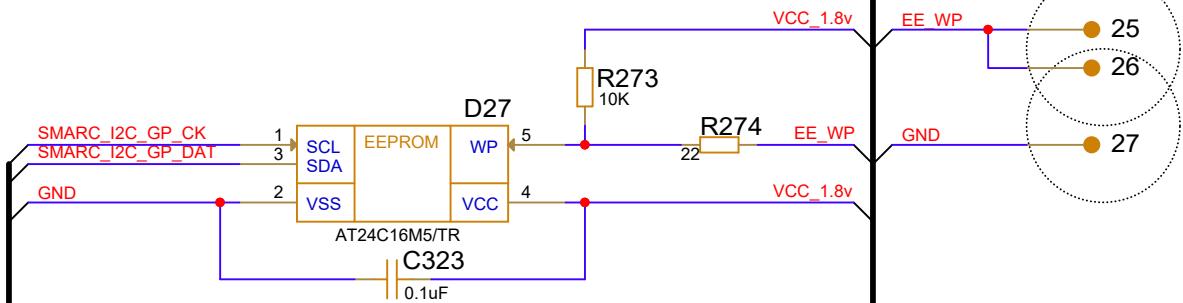 VCC_1.8v
EE_WP
25
R273
10K
26
D27
SMARC_I2C_GP_CK
1
SCL
EEPROM
WP
5
R274
22
EE_WP
GND
27
SMARC_I2C_GP_DAT
3
SDA
GND
2
VSS
VCC
4
VCC_1.8v
AT24C16M5/TR
C323
0.1uF